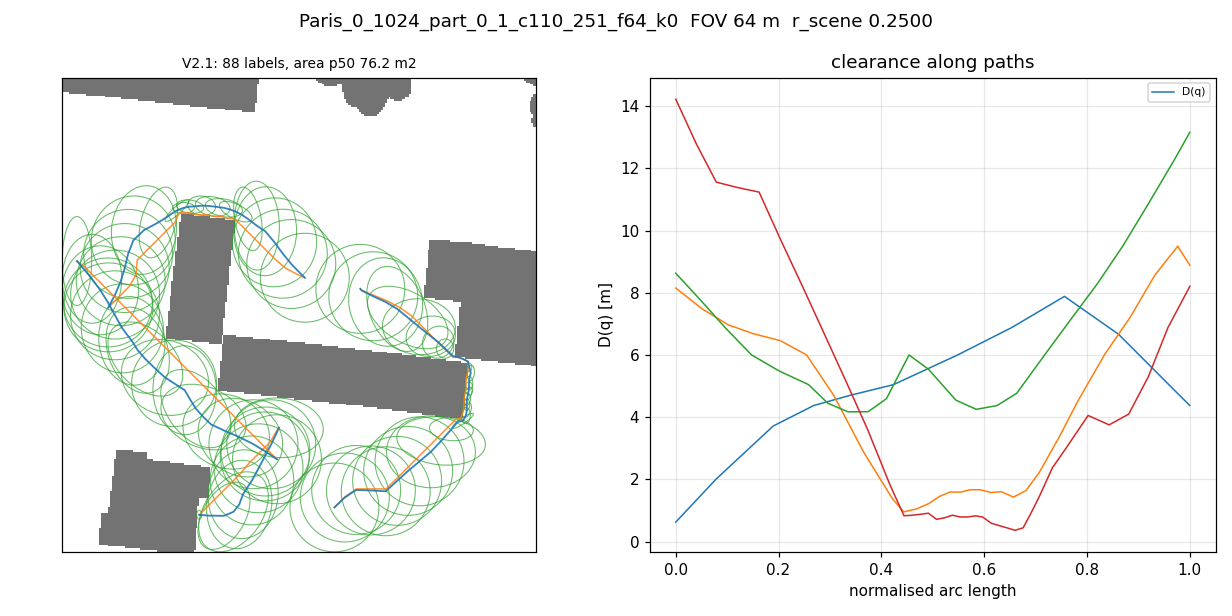 Paris_0_1024_part_0_1_c110_251_f64_k0  FOV 64 m  r_scene 0.2500
V2.1: 88 labels, area p50 76.2 m2
clearance along paths
D(q)
D(q) [m]
14
12
10
8
6
4
2
0
0.0 0.2 0.4 0.6 0.8 1.0
normalised arc length